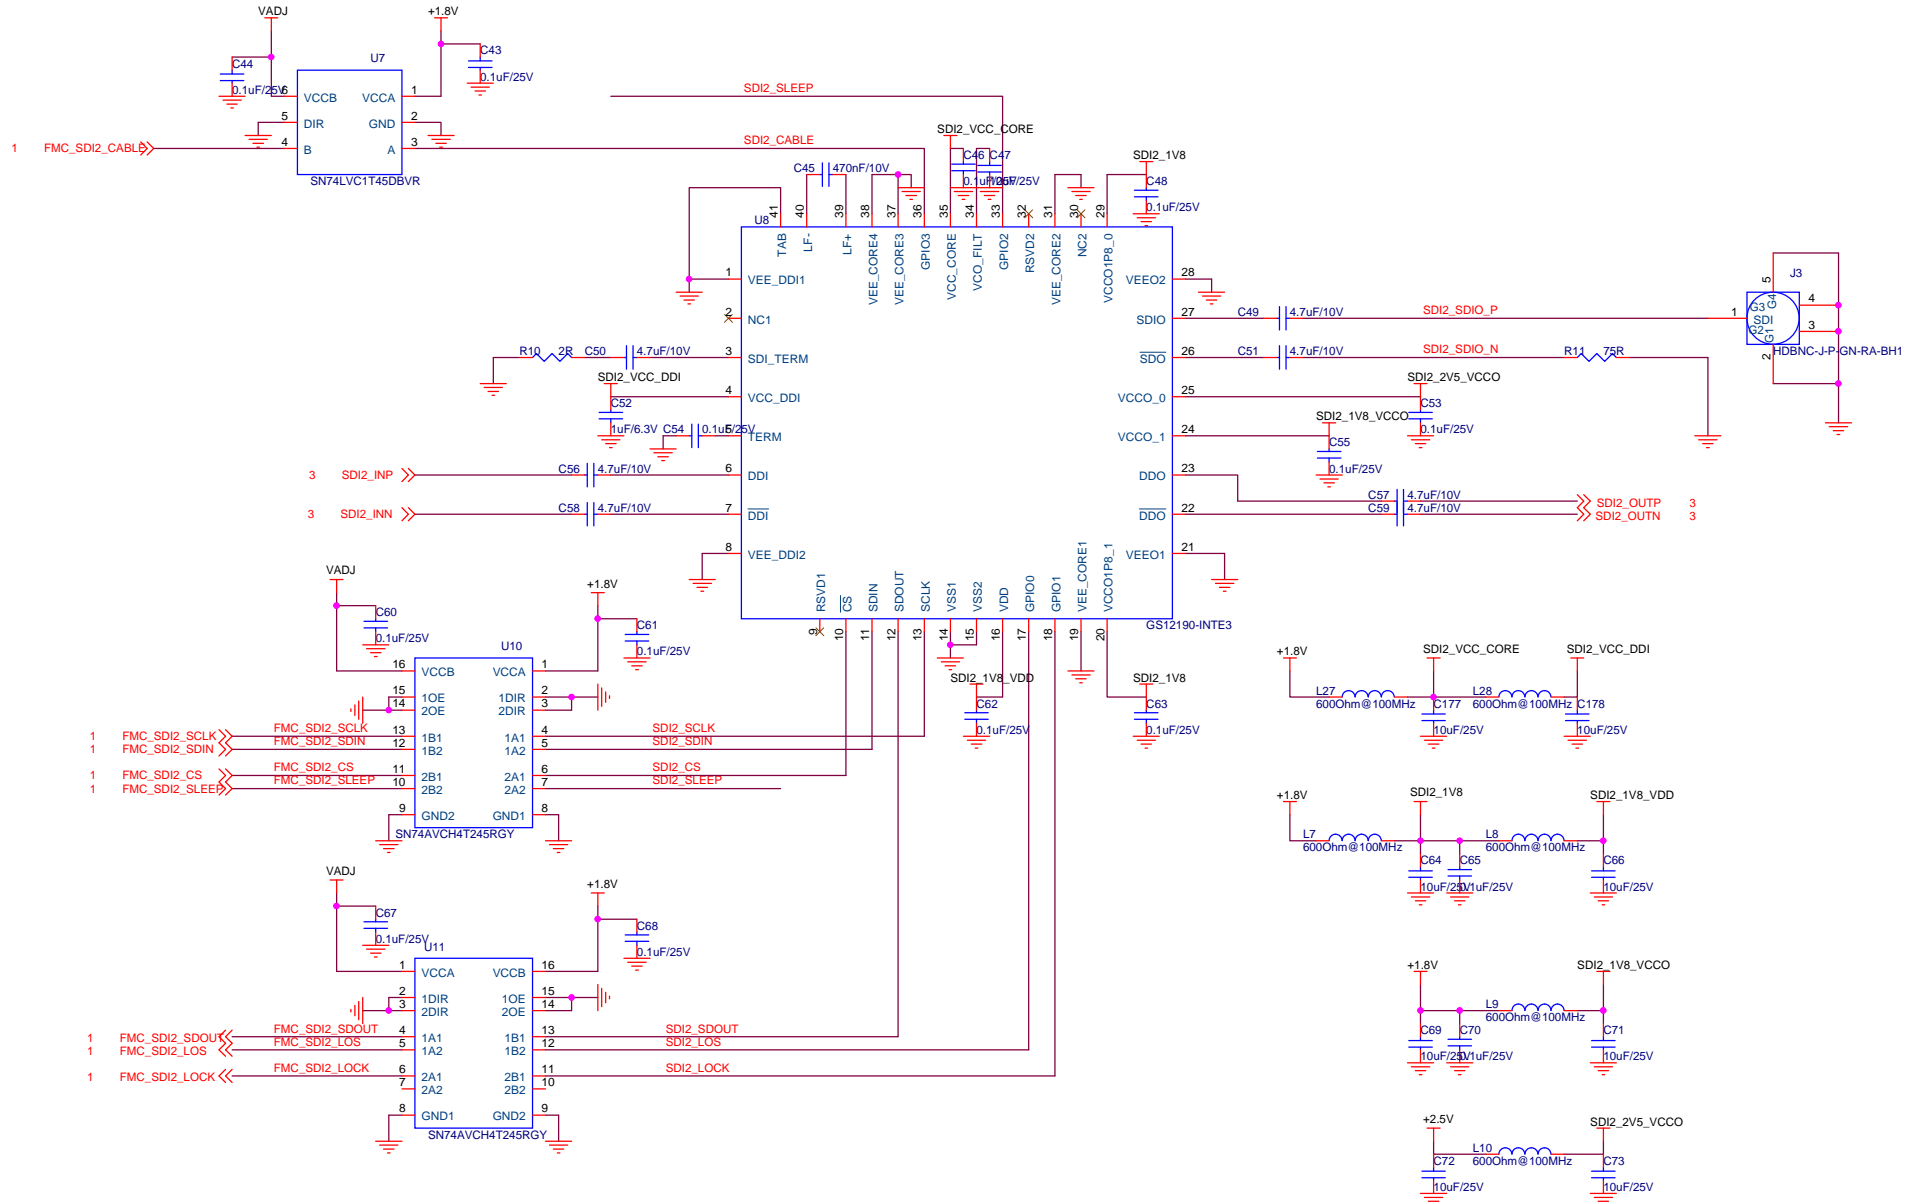 VADJ
+1.8V
C44
0.1uF/25V
U7
C43
0.1uF/25V
6 VCCB VCCA 1
5 DIR GND 2
4 B A 3
SN74LVC1T45DBVR
1 FMC_SDI2_CABLE
SDI2_SLEEP
SDI2_CABLE
SDI2_VCC_CORE
C45 470nF/10V
C46
0.1uF/25V
C47
SDI2_1V8
C48
0.1uF/25V
U8
41 40 39 38 37 36 35 34 33 32 31 30 29
TAB LF- LF+ VEE_CORE4 VEE_CORE3 GPIO3 VCC_CORE VCO_FILT GPIO2 RSVD2 VEE_CORE2 NC2 VCCO1P8_0
1 VEE_DDI1
2 NC1
3 SDI_TERM
4 VCC_DDI
5 TERM
6 DDI
7 DDI
8 VEE_DDI2
VEEO2 28
SDIO 27
SDO 26
VCCO_0 25
VCCO_1 24
DDO 23
DDO 22
VEEO1 21
RSVD1 CS SDIN SDOUT SCLK VSS1 VSS2 VDD GPIO0 GPIO1 VEE_CORE1 VCCO1P8_1
9 10 11 12 13 14 15 16 17 18 19 20
GS12190-INTE3
R10 2R C50 4.7uF/10V
SDI2_VCC_DDI
C52
1uF/6.3V
C54 0.1uF/25V
3 SDI2_INP
C56 4.7uF/10V
3 SDI2_INN
C58 4.7uF/10V
C49 4.7uF/10V SDI2_SDIO_P
C51 4.7uF/10V SDI2_SDIO_N
R11 75R
SDI2_2V5_VCCO
C53
0.1uF/25V
SDI2_1V8_VCCO
C55
0.1uF/25V
C57 4.7uF/10V
C59 4.7uF/10V
SDI2_OUTP 3
SDI2_OUTN 3
J3
5
1
4
3
2
G3 G4
SDI
G2 G1
HDBNC-J-P-GN-RA-BH1
VADJ
C60
0.1uF/25V
+1.8V
C61
0.1uF/25V
U10
16 VCCB VCCA 1
15 1OE 1DIR 2
14 2OE 2DIR 3
13 1B1 1A1 4
12 1B2 1A2 5
11 2B1 2A1 6
10 2B2 2A2 7
9 GND2 GND1 8
SN74AVCH4T245RGY
1 FMC_SDI2_SCLK FMC_SDI2_SCLK
1 FMC_SDI2_SDIN FMC_SDI2_SDIN
1 FMC_SDI2_CS FMC_SDI2_CS
1 FMC_SDI2_SLEEP FMC_SDI2_SLEEP
SDI2_SCLK
SDI2_SDIN
SDI2_CS
SDI2_SLEEP
SDI2_1V8_VDD
C62
0.1uF/25V
SDI2_1V8
C63
0.1uF/25V
VADJ
C67
0.1uF/25V
+1.8V
C68
0.1uF/25V
U11
1 VCCA VCCB 16
2 1DIR 1OE 15
3 2DIR 2OE 14
4 1A1 1B1 13
5 1A2 1B2 12
6 2A1 2B1 11
7 2A2 2B2 10
8 GND1 GND2 9
SN74AVCH4T245RGY
1 FMC_SDI2_SDOUT FMC_SDI2_SDOUT
1 FMC_SDI2_LOS FMC_SDI2_LOS
1 FMC_SDI2_LOCK FMC_SDI2_LOCK
SDI2_SDOUT
SDI2_LOS
SDI2_LOCK
+1.8V
SDI2_VCC_CORE
SDI2_VCC_DDI
L27
600Ohm@100MHz
L28
600Ohm@100MHz
C177
10uF/25V
C178
10uF/25V
+1.8V
SDI2_1V8
SDI2_1V8_VDD
L7
600Ohm@100MHz
L8
600Ohm@100MHz
C64
10uF/25V
C65
0.1uF/25V
C66
10uF/25V
+1.8V
SDI2_1V8_VCCO
L9
600Ohm@100MHz
C69
10uF/25V
C70
0.1uF/25V
C71
10uF/25V
+2.5V
SDI2_2V5_VCCO
L10
600Ohm@100MHz
C72
10uF/25V
C73
10uF/25V